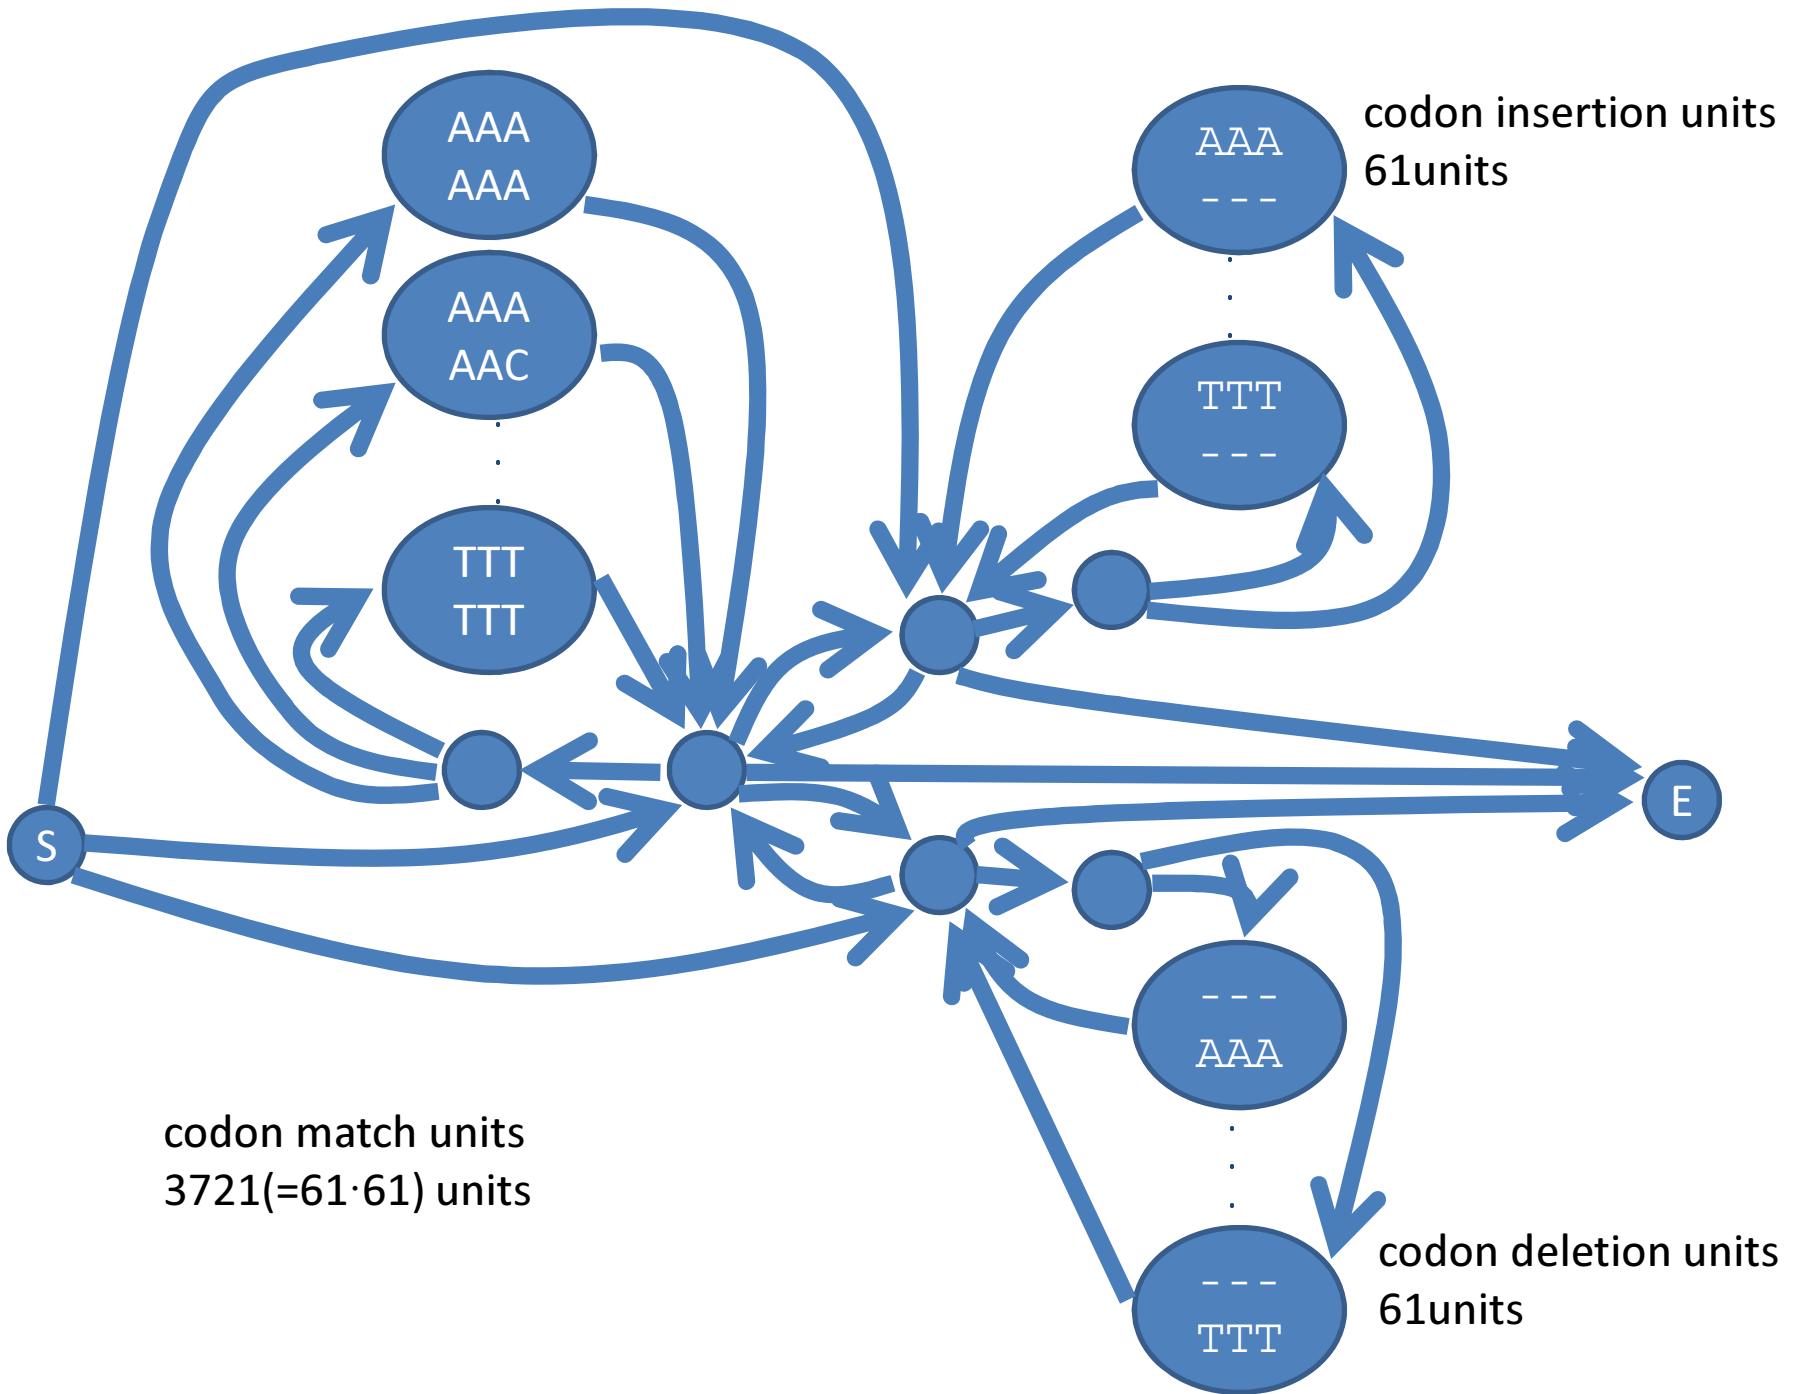 AAA
AAA
AAA
AAC
TTT
TTT
AAA
---
codon insertion units
61units
TTT
---
S
E
---
AAA
codon match units
3721(=61·61) units
---
TTT
codon deletion units
61units